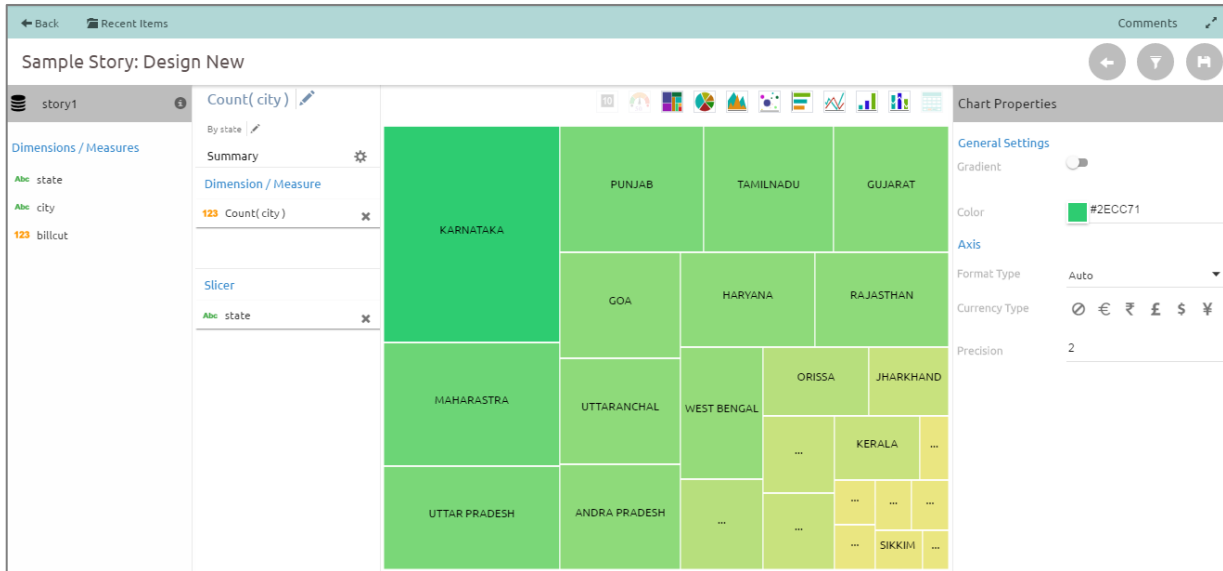 Back
Recent Items
Comments
Sample Story: Design New
story1
Dimensions / Measures
Abc state
Abc city
123 billcut
Count( city )
By state
Summary
Dimension / Measure
123 Count( city )
Slicer
Abc state
10
KARNATAKA
PUNJAB
TAMILNADU
GUJARAT
GOA
HARYANA
RAJASTHAN
MAHARASTRA
UTTARANCHAL
WEST BENGAL
ORISSA
JHARKHAND
...
KERALA
...
UTTAR PRADESH
ANDRA PRADESH
...
...
...
...
...
...
SIKKIM
...
Chart Properties
General Settings
Gradient
Color
#2ECC71
Axis
Format Type
Auto
Currency Type
€ ₹ £ $ ¥
Precision
2